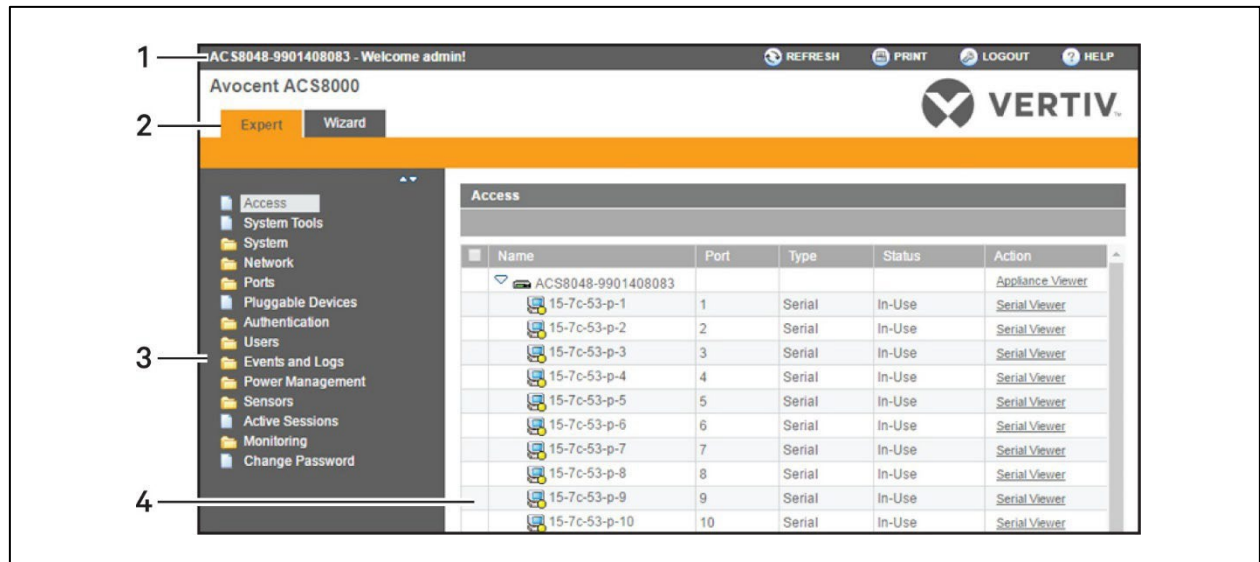 1
ACS8048-9901408083 - Welcome admin! REFRESH PRINT LOGOUT HELP
Avocent ACS8000
VERTIV™
2
Expert Wizard
Access
System Tools
System
Network
Ports
Pluggable Devices
Authentication
Users
3
Events and Logs
Power Management
Sensors
Active Sessions
Monitoring
Change Password
4
Access
Name Port Type Status Action
ACS8048-9901408083 Appliance Viewer
15-7c-53-p-1 1 Serial In-Use Serial Viewer
15-7c-53-p-2 2 Serial In-Use Serial Viewer
15-7c-53-p-3 3 Serial In-Use Serial Viewer
15-7c-53-p-4 4 Serial In-Use Serial Viewer
15-7c-53-p-5 5 Serial In-Use Serial Viewer
15-7c-53-p-6 6 Serial In-Use Serial Viewer
15-7c-53-p-7 7 Serial In-Use Serial Viewer
15-7c-53-p-8 8 Serial In-Use Serial Viewer
15-7c-53-p-9 9 Serial In-Use Serial Viewer
15-7c-53-p-10 10 Serial In-Use Serial Viewer